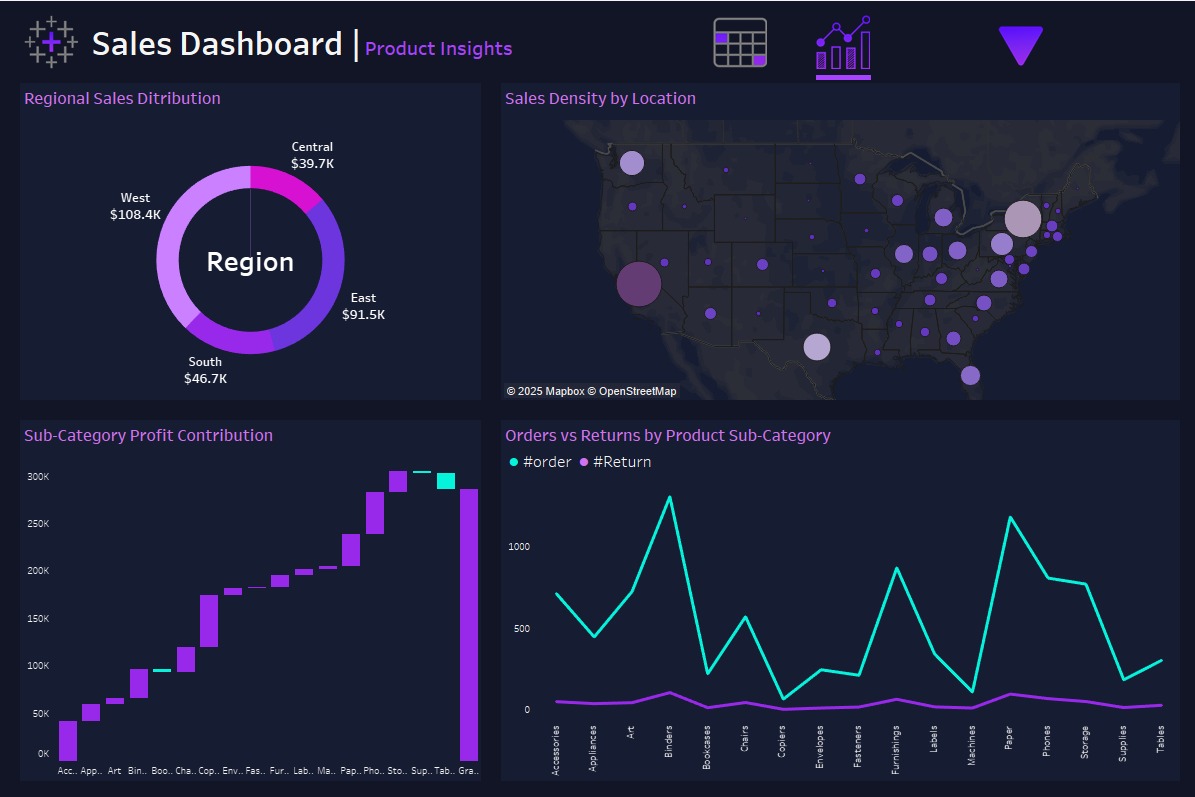 Sales Dashboard | Product Insights
Regional Sales Ditribution
Central
$39.7K
West
$108.4K
Region
East
$91.5K
South
$46.7K
Sales Density by Location
© 2025 Mapbox © OpenStreetMap
Sub-Category Profit Contribution
300K
250K
200K
150K
100K
50K
0K
Acc.. App.. Art Bin.. Boo.. Cha.. Cop.. Env.. Fas.. Fur.. Lab.. Ma.. Pap.. Pho.. Sto.. Sup.. Tab.. Gra..
Orders vs Returns by Product Sub-Category
#order #Return
1000
500
0
Accessories
Appliances
Art
Binders
Bookcases
Chairs
Copiers
Envelopes
Fasteners
Furnishings
Labels
Machines
Paper
Phones
Storage
Supplies
Tables